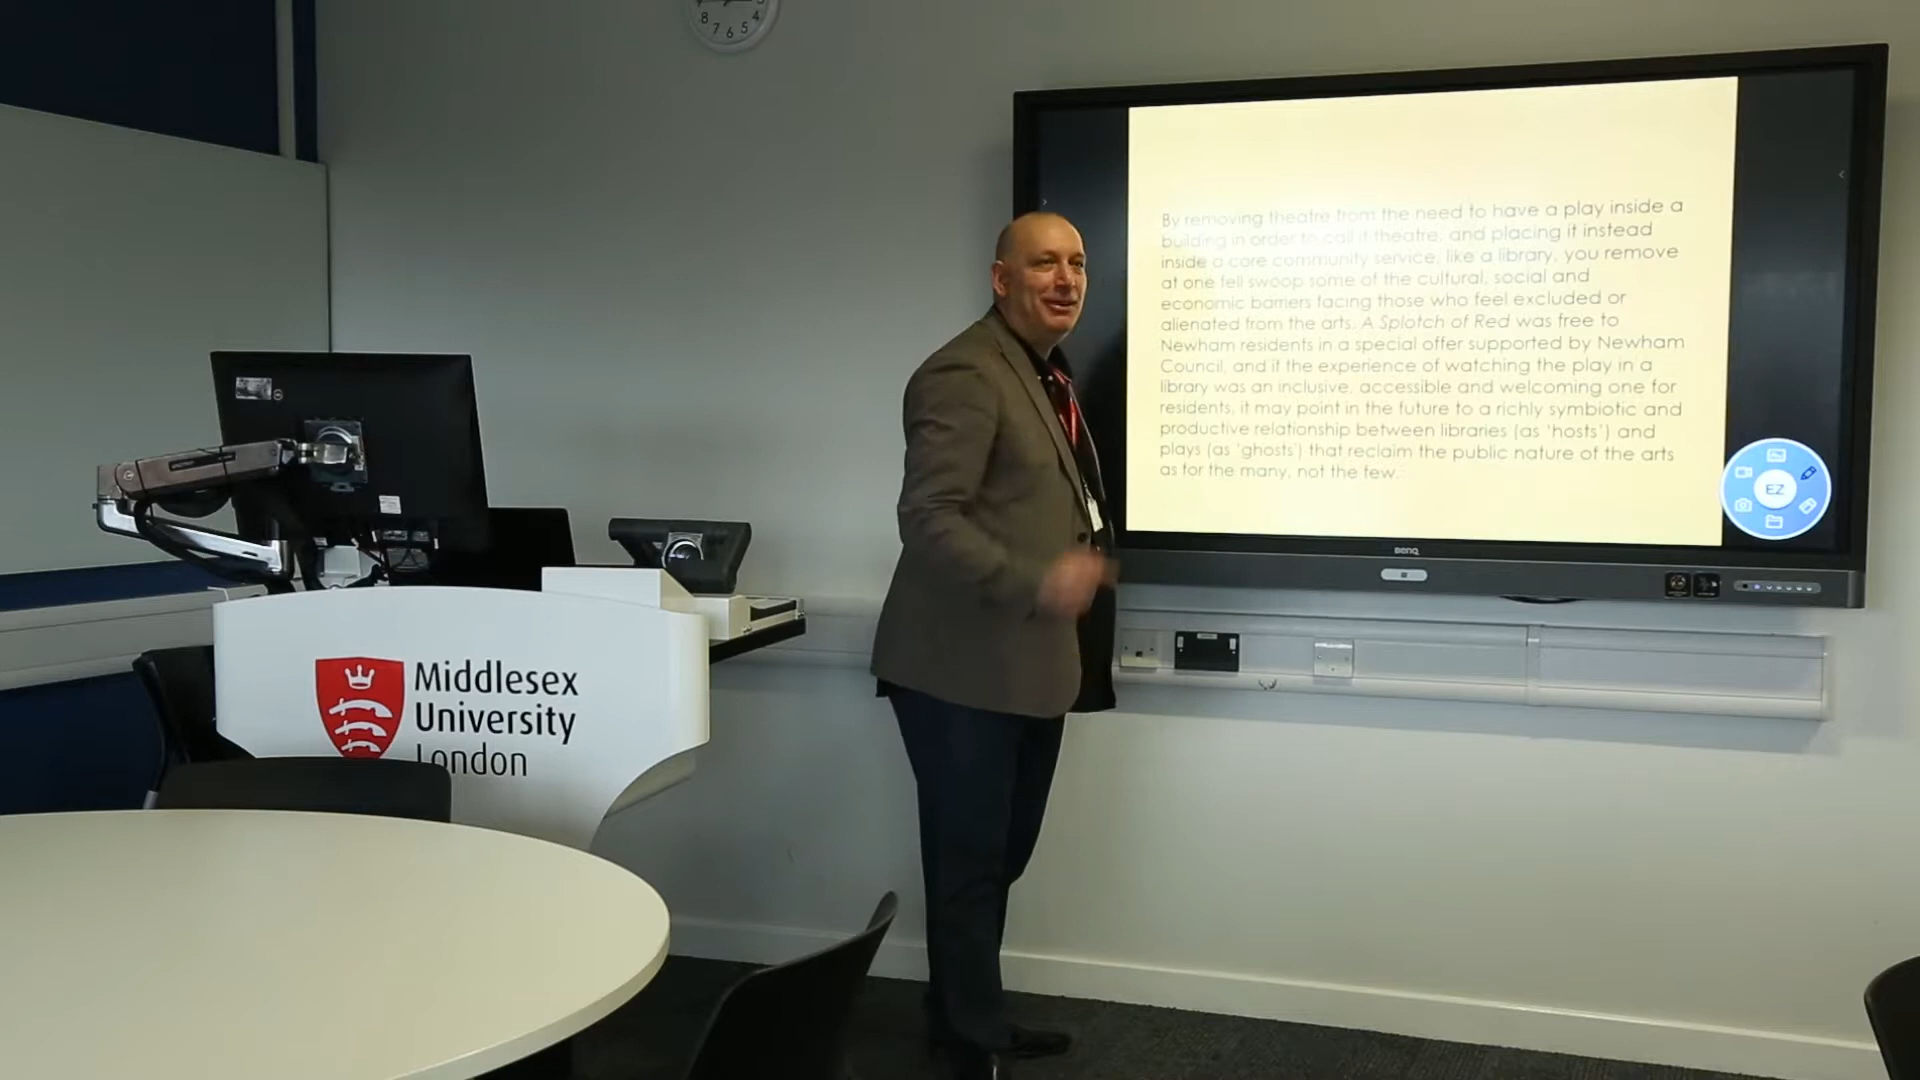 8 7 6 5 4
By removing theatre from the need to have a play inside a
building in order to call it theatre, and placing it instead
inside a core community service, like a library, you remove
at one fell swoop some of the cultural, social and
economic barriers facing those who feel excluded or
alienated from the arts. A Splotch of Red was free to
Newham residents in a special offer supported by Newham
Council, and if the experience of watching the play in a
library was an inclusive, accessible and welcoming one for
residents, it may point in the future to a richly symbiotic and
productive relationship between libraries (as ‘hosts’) and
plays (as ‘ghosts’) that reclaim the public nature of the arts
as for the many, not the few.
EZ
BenQ
Middlesex
University
London